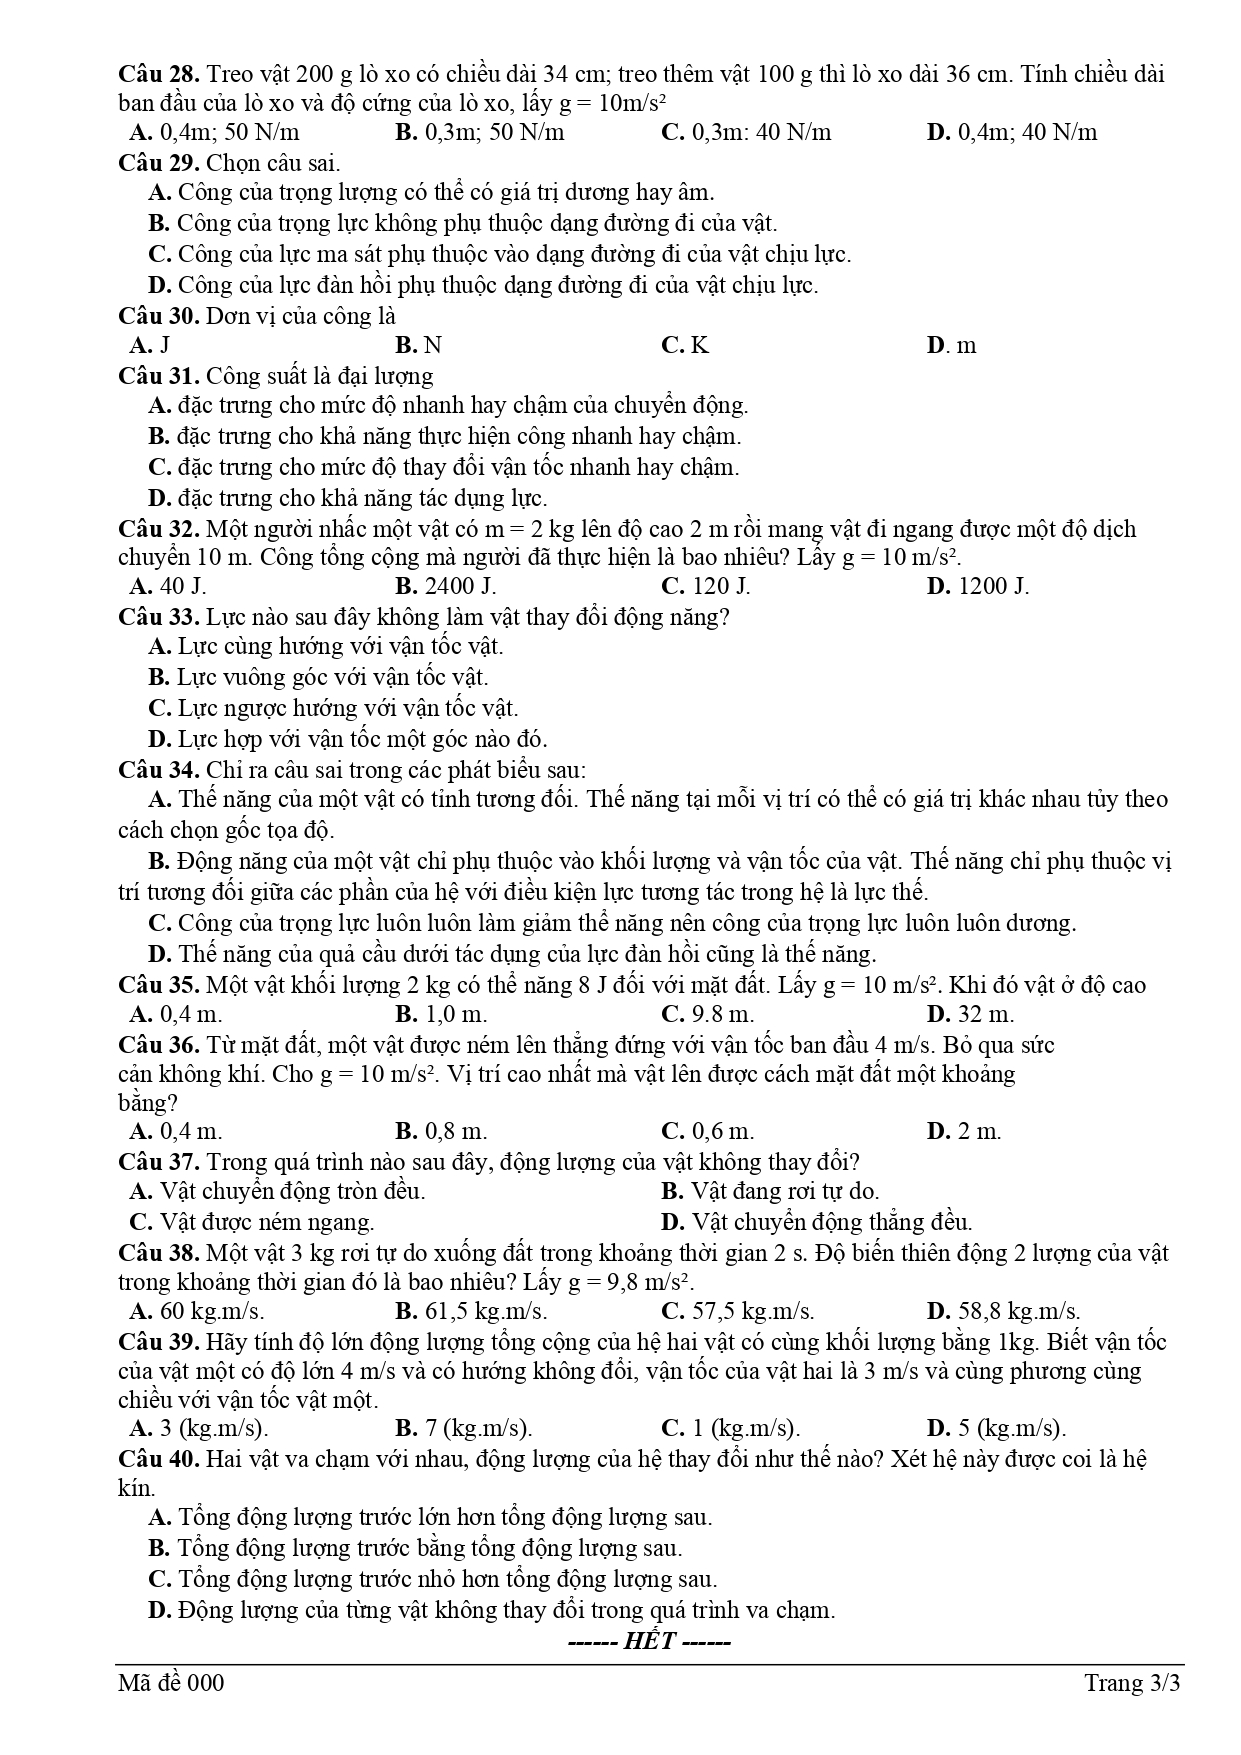 Câu 28. Treo vật 200 g lò xo có chiều dài 34 cm; treo thêm vật 100 g thì lò xo dài 36 cm. Tính chiều dài
ban đầu của lò xo và độ cứng của lò xo, lấy g = 10m/s²
A. 0,4m; 50 N/m B. 0,3m; 50 N/m C. 0,3m: 40 N/m D. 0,4m; 40 N/m
Câu 29. Chọn câu sai.
A. Công của trọng lượng có thể có giá trị dương hay âm.
B. Công của trọng lực không phụ thuộc dạng đường đi của vật.
C. Công của lực ma sát phụ thuộc vào dạng đường đi của vật chịu lực.
D. Công của lực đàn hồi phụ thuộc dạng đường đi của vật chịu lực.
Câu 30. Dơn vị của công là
A. J B. N C. K D. m
Câu 31. Công suất là đại lượng
A. đặc trưng cho mức độ nhanh hay chậm của chuyển động.
B. đặc trưng cho khả năng thực hiện công nhanh hay chậm.
C. đặc trưng cho mức độ thay đổi vận tốc nhanh hay chậm.
D. đặc trưng cho khả năng tác dụng lực.
Câu 32. Một người nhấc một vật có m = 2 kg lên độ cao 2 m rồi mang vật đi ngang được một độ dịch
chuyển 10 m. Công tổng cộng mà người đã thực hiện là bao nhiêu? Lấy g = 10 m/s².
A. 40 J. B. 2400 J. C. 120 J. D. 1200 J.
Câu 33. Lực nào sau đây không làm vật thay đổi động năng?
A. Lực cùng hướng với vận tốc vật.
B. Lực vuông góc với vận tốc vật.
C. Lực ngược hướng với vận tốc vật.
D. Lực hợp với vận tốc một góc nào đó.
Câu 34. Chỉ ra câu sai trong các phát biểu sau:
A. Thế năng của một vật có tỉnh tương đối. Thế năng tại mỗi vị trí có thể có giá trị khác nhau tủy theo
cách chọn gốc tọa độ.
B. Động năng của một vật chỉ phụ thuộc vào khối lượng và vận tốc của vật. Thế năng chỉ phụ thuộc vị
trí tương đối giữa các phần của hệ với điều kiện lực tương tác trong hệ là lực thế.
C. Công của trọng lực luôn luôn làm giảm thể năng nên công của trọng lực luôn luôn dương.
D. Thế năng của quả cầu dưới tác dụng của lực đàn hồi cũng là thế năng.
Câu 35. Một vật khối lượng 2 kg có thể năng 8 J đối với mặt đất. Lấy g = 10 m/s². Khi đó vật ở độ cao
A. 0,4 m. B. 1,0 m. C. 9.8 m. D. 32 m.
Câu 36. Từ mặt đất, một vật được ném lên thẳng đứng với vận tốc ban đầu 4 m/s. Bỏ qua sức
cản không khí. Cho g = 10 m/s². Vị trí cao nhất mà vật lên được cách mặt đất một khoảng
bằng?
A. 0,4 m. B. 0,8 m. C. 0,6 m. D. 2 m.
Câu 37. Trong quá trình nào sau đây, động lượng của vật không thay đổi?
A. Vật chuyển động tròn đều. B. Vật đang rơi tự do.
C. Vật được ném ngang. D. Vật chuyển động thẳng đều.
Câu 38. Một vật 3 kg rơi tự do xuống đất trong khoảng thời gian 2 s. Độ biến thiên động 2 lượng của vật
trong khoảng thời gian đó là bao nhiêu? Lấy g = 9,8 m/s².
A. 60 kg.m/s. B. 61,5 kg.m/s. C. 57,5 kg.m/s. D. 58,8 kg.m/s.
Câu 39. Hãy tính độ lớn động lượng tổng cộng của hệ hai vật có cùng khối lượng bằng 1kg. Biết vận tốc
của vật một có độ lớn 4 m/s và có hướng không đổi, vận tốc của vật hai là 3 m/s và cùng phương cùng
chiều với vận tốc vật một.
A. 3 (kg.m/s). B. 7 (kg.m/s). C. 1 (kg.m/s). D. 5 (kg.m/s).
Câu 40. Hai vật va chạm với nhau, động lượng của hệ thay đổi như thế nào? Xét hệ này được coi là hệ
kín.
A. Tổng động lượng trước lớn hơn tổng động lượng sau.
B. Tổng động lượng trước bằng tổng động lượng sau.
C. Tổng động lượng trước nhỏ hơn tổng động lượng sau.
D. Động lượng của từng vật không thay đổi trong quá trình va chạm.
------ HẾT ------
Mã đề 000 Trang 3/3